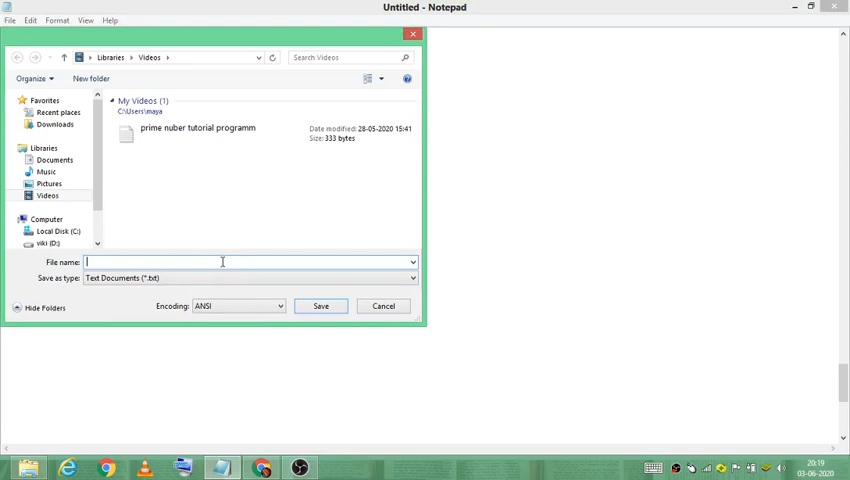 Untitled - Notepad
File Edit Format View Help
Libraries Videos
Search Videos
Organize New folder
Favorites
Recent places
Downloads
Libraries
Documents
Music
Pictures
Videos
Computer
Local Disk (C:)
viki (D:)
My Videos (1)
C:\Users\maya
prime nuber tutorial programm
Date modified: 28-05-2020 15:41
Size: 333 bytes
File name:
Save as type: Text Documents (*.txt)
Hide Folders
Encoding: ANSI
Save
Cancel
20:19
03-06-2020